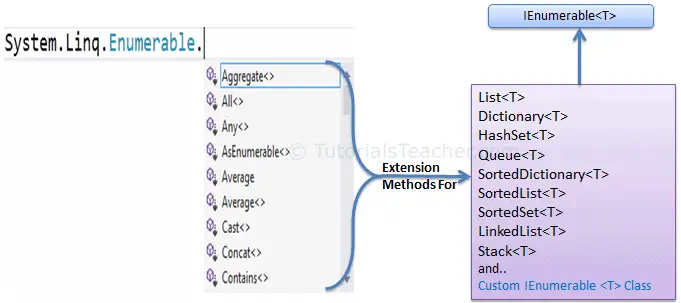 System.Linq.Enumerable.
Aggregate<>
All<>
Any<>
AsEnumerable<>
Average
Average<>
Cast<>
Concat<>
Contains<>
© TutorialsTeacher.com
Extension
Methods For
IEnumerable<T>
List<T>
Dictionary<T>
HashSet<T>
Queue<T>
SortedDictionary<T>
SortedList<T>
SortedSet<T>
LinkedList<T>
Stack<T>
and..
Custom IEnumerable <T> Class